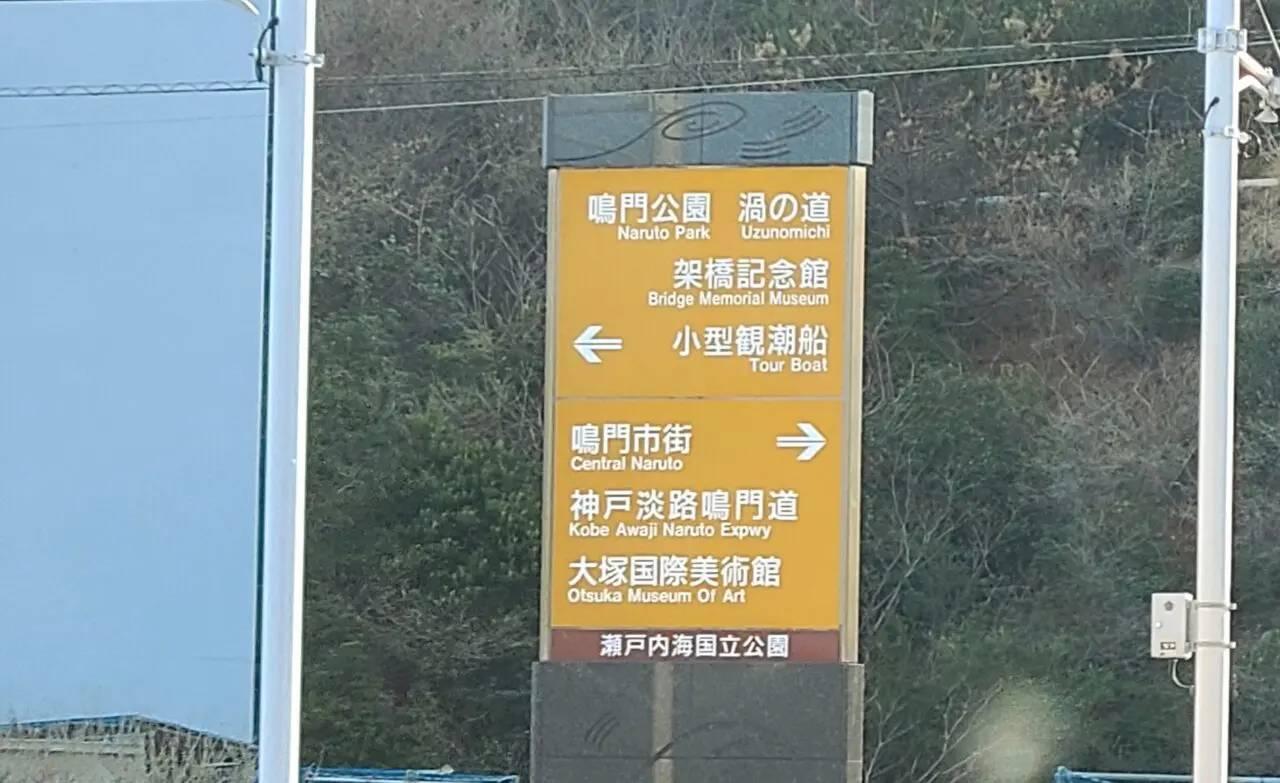 鳴門公園 渦の道
Naruto Park Uzunomichi
架橋記念館
Bridge Memorial Museum
小型観潮船
Tour Boat
鳴門市街
Central Naruto
神戸淡路鳴門道
Kobe Awaji Naruto Expwy
大塚国際美術館
Otsuka Museum Of Art
瀬戸内海国立公園